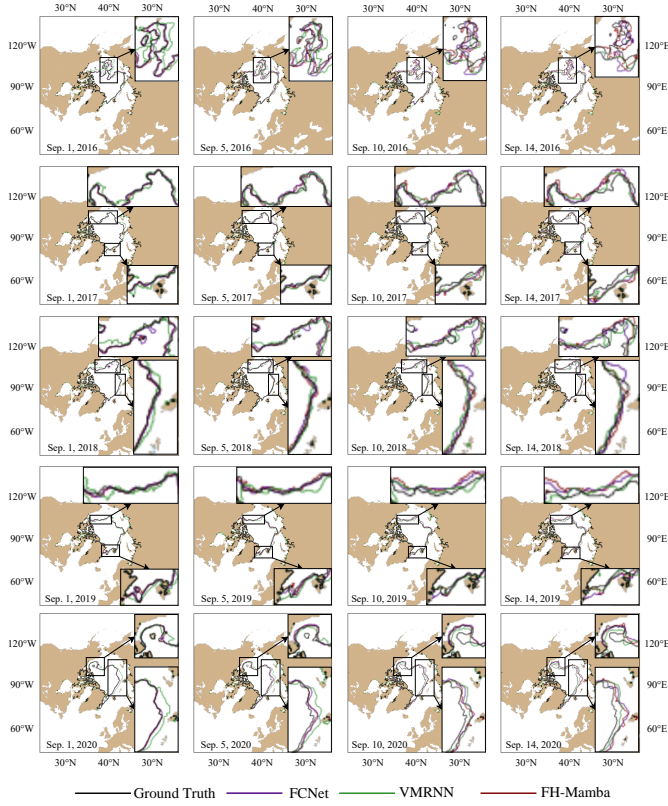 30°N 40°N 30°N 30°N 40°N 30°N 30°N 40°N 30°N 30°N 40°N 30°N
120°W 120°E
90°W 90°E
60°W 60°E
Sep. 1, 2016 Sep. 5, 2016 Sep. 10, 2016 Sep. 14, 2016
120°W 120°E
90°W 90°E
60°W 60°E
Sep. 1, 2017 Sep. 5, 2017 Sep. 10, 2017 Sep. 14, 2017
120°W 120°E
90°W 90°E
60°W 60°E
Sep. 1, 2018 Sep. 5, 2018 Sep. 10, 2018 Sep. 14, 2018
120°W 120°E
90°W 90°E
60°W 60°E
Sep. 1, 2019 Sep. 5, 2019 Sep. 10, 2019 Sep. 14, 2019
120°W 120°E
90°W 90°E
60°W 60°E
Sep. 1, 2020 Sep. 5, 2020 Sep. 10, 2020 Sep. 14, 2020
30°N 30°N 30°N 30°N 30°N 30°N 30°N 30°N
Ground Truth FCNet VMRNN FH-Mamba